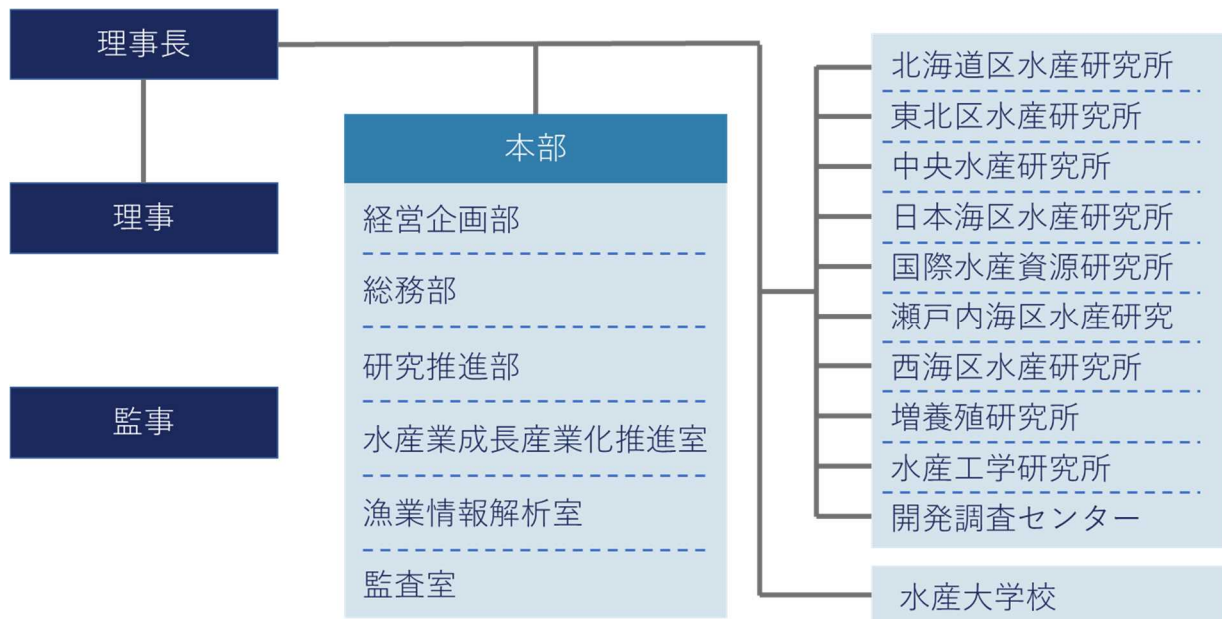 理事長
理事
監事
本部
経営企画部
総務部
研究推進部
水産業成長産業化推進室
漁業情報解析室
監査室
北海道区水産研究所
東北区水産研究所
中央水産研究所
日本海区水産研究所
国際水産資源研究所
瀬戸内海区水産研究
西海区水産研究所
増養殖研究所
水産工学研究所
開発調査センター
水産大学校